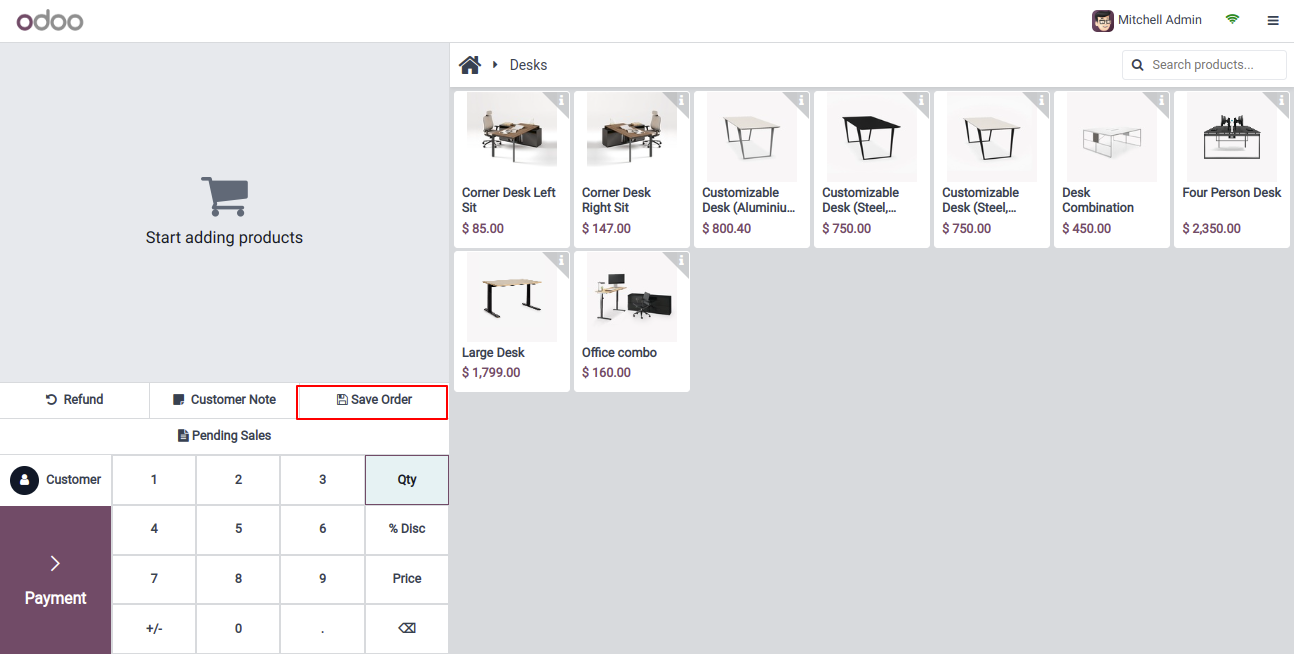 odoo
Mitchell Admin
Desks
Search products...
Start adding products
Corner Desk Left
Sit
$ 85.00
Corner Desk
Right Sit
$ 147.00
Customizable
Desk (Aluminiu...
$ 800.40
Customizable
Desk (Steel,...
$ 750.00
Customizable
Desk (Steel,...
$ 750.00
Desk
Combination
$ 450.00
Four Person Desk
$ 2,350.00
Large Desk
$ 1,799.00
Office combo
$ 160.00
Refund
Customer Note
Save Order
Pending Sales
Customer
1
2
3
Qty
4
5
6
% Disc
7
8
9
Price
+/-
0
.
Payment